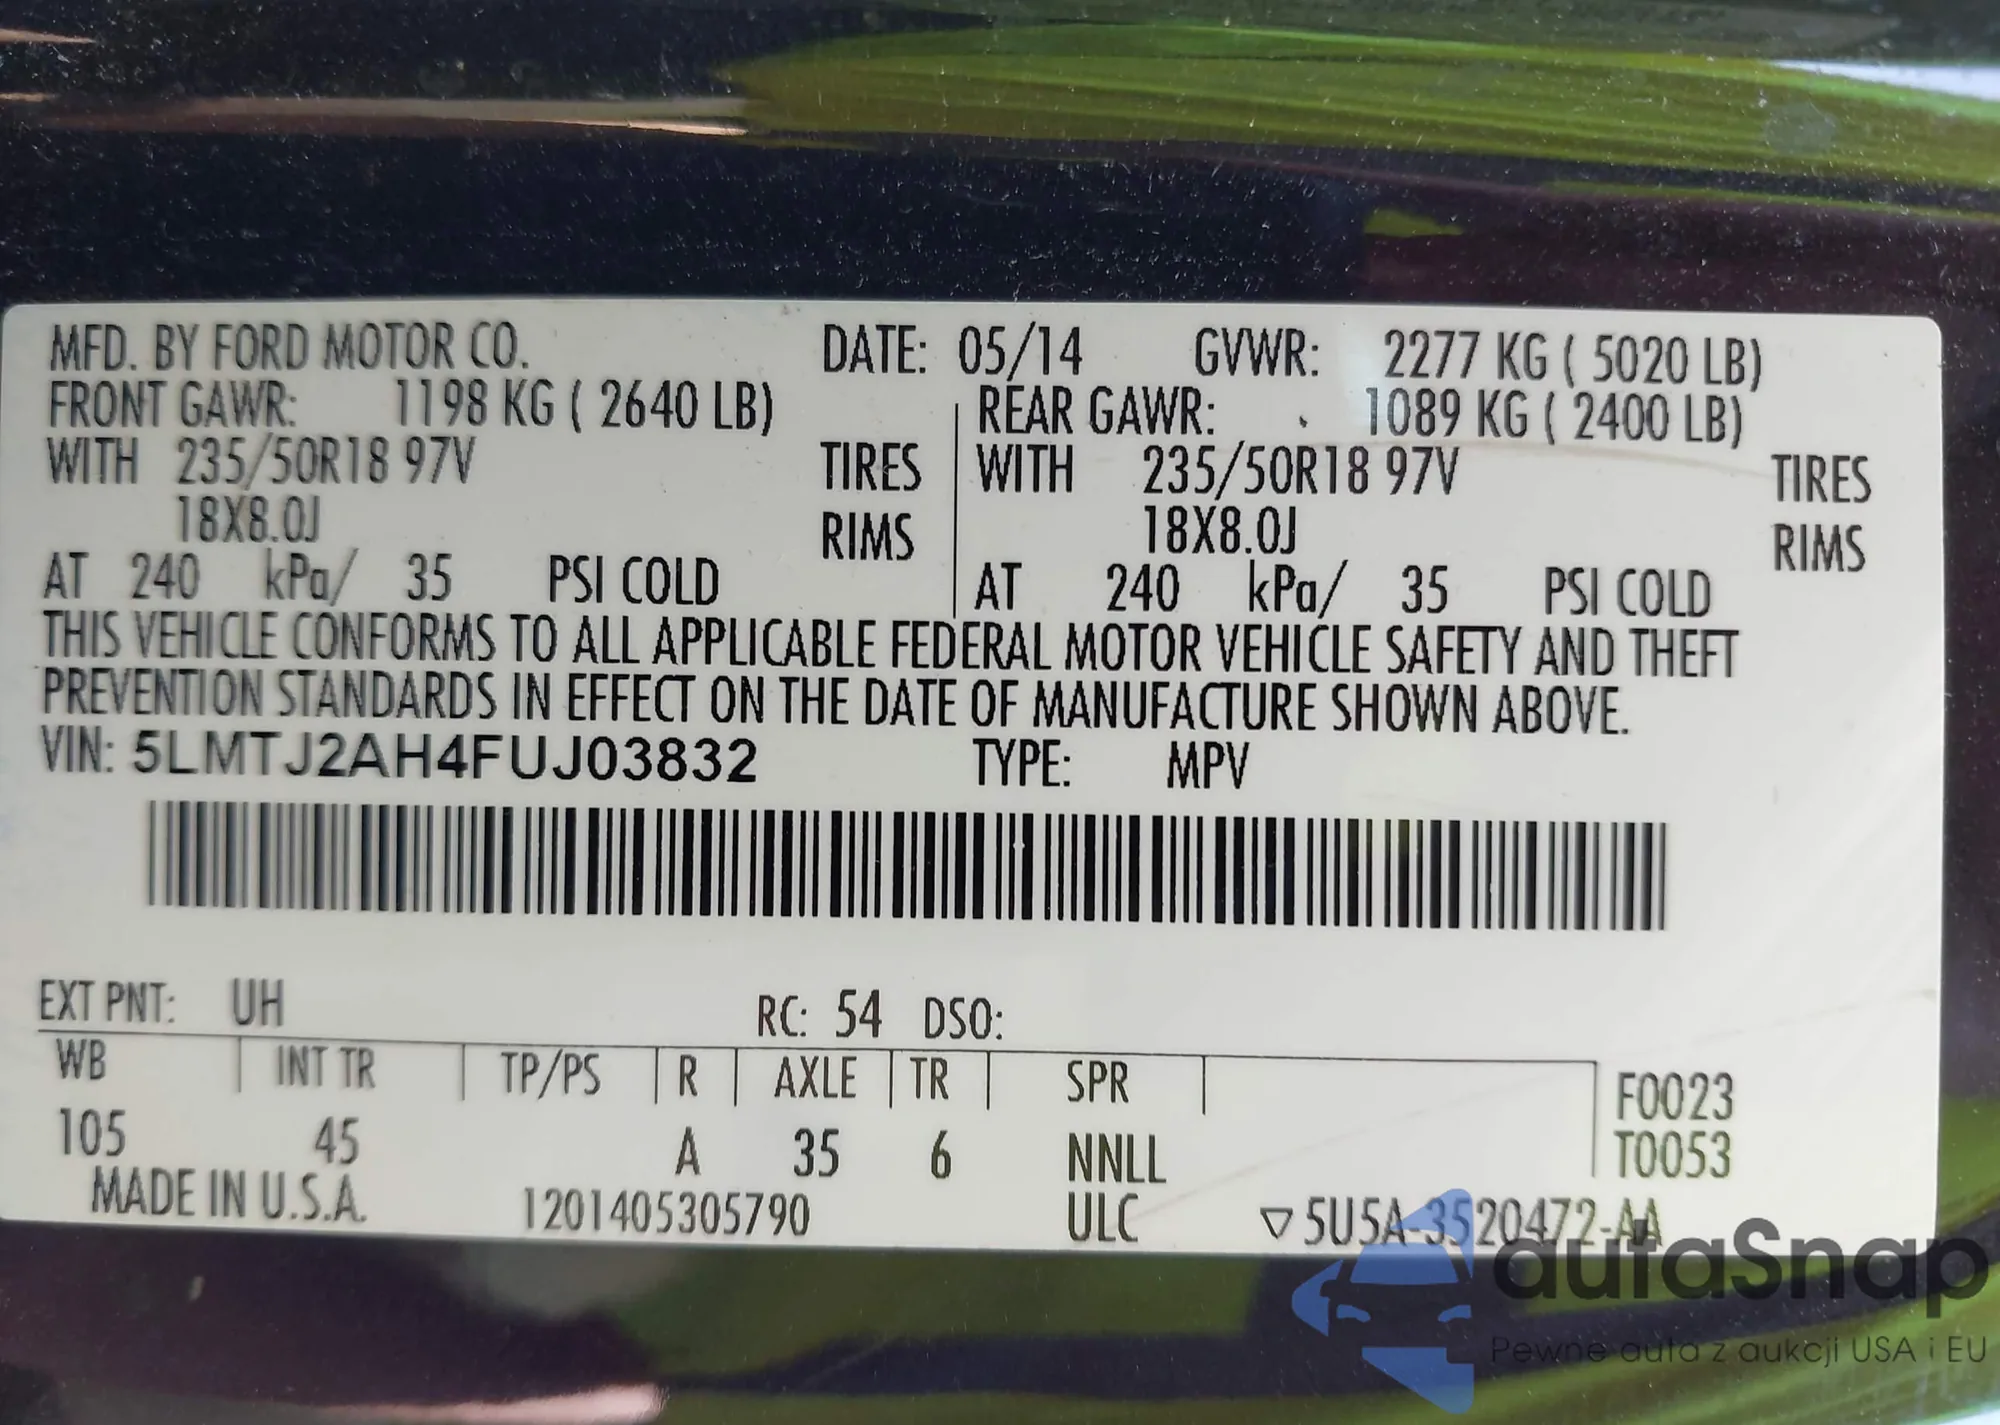 MFD. BY FORD MOTOR CO. DATE: 05/14 GVWR: 2277 KG ( 5020 LB)
FRONT GAWR: 1198 KG ( 2640 LB) REAR GAWR: 1089 KG ( 2400 LB)
WITH 235/50R18 97V TIRES WITH 235/50R18 97V TIRES
18X8.0J RIMS 18X8.0J RIMS
AT 240 kPa/ 35 PSI COLD AT 240 kPa/ 35 PSI COLD
THIS VEHICLE CONFORMS TO ALL APPLICABLE FEDERAL MOTOR VEHICLE SAFETY AND THEFT
PREVENTION STANDARDS IN EFFECT ON THE DATE OF MANUFACTURE SHOWN ABOVE.
VIN: 5LMTJ2AH4FUJ03832 TYPE: MPV
EXT PNT: UH RC: 54 DSO:
WB INT TR TP/PS R AXLE TR SPR F0023
105 45 A 35 6 NNLL T0053
MADE IN U.S.A. 1201405305790 ULC ▽5U5A-3520472-AA
autaSnap
Pewne auta z aukcji USA i EU